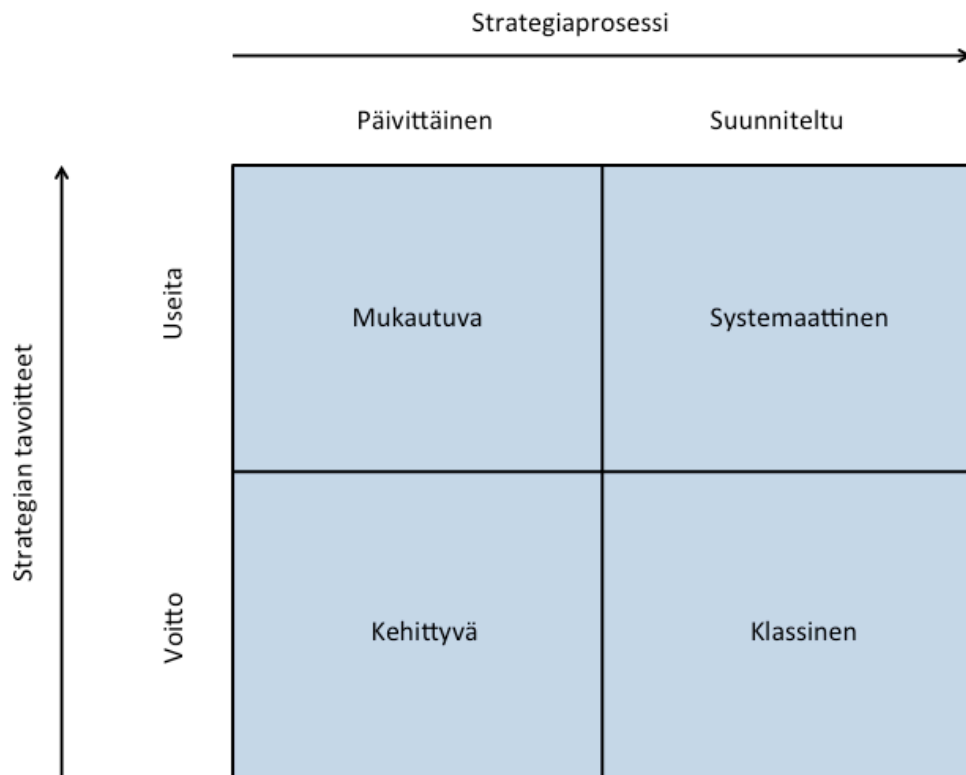 Strategiaprosessi
Päivittäinen
Suunniteltu
Strategian tavoitteet
Useita
Mukautuva
Systemaattinen
Voitto
Kehittyvä
Klassinen